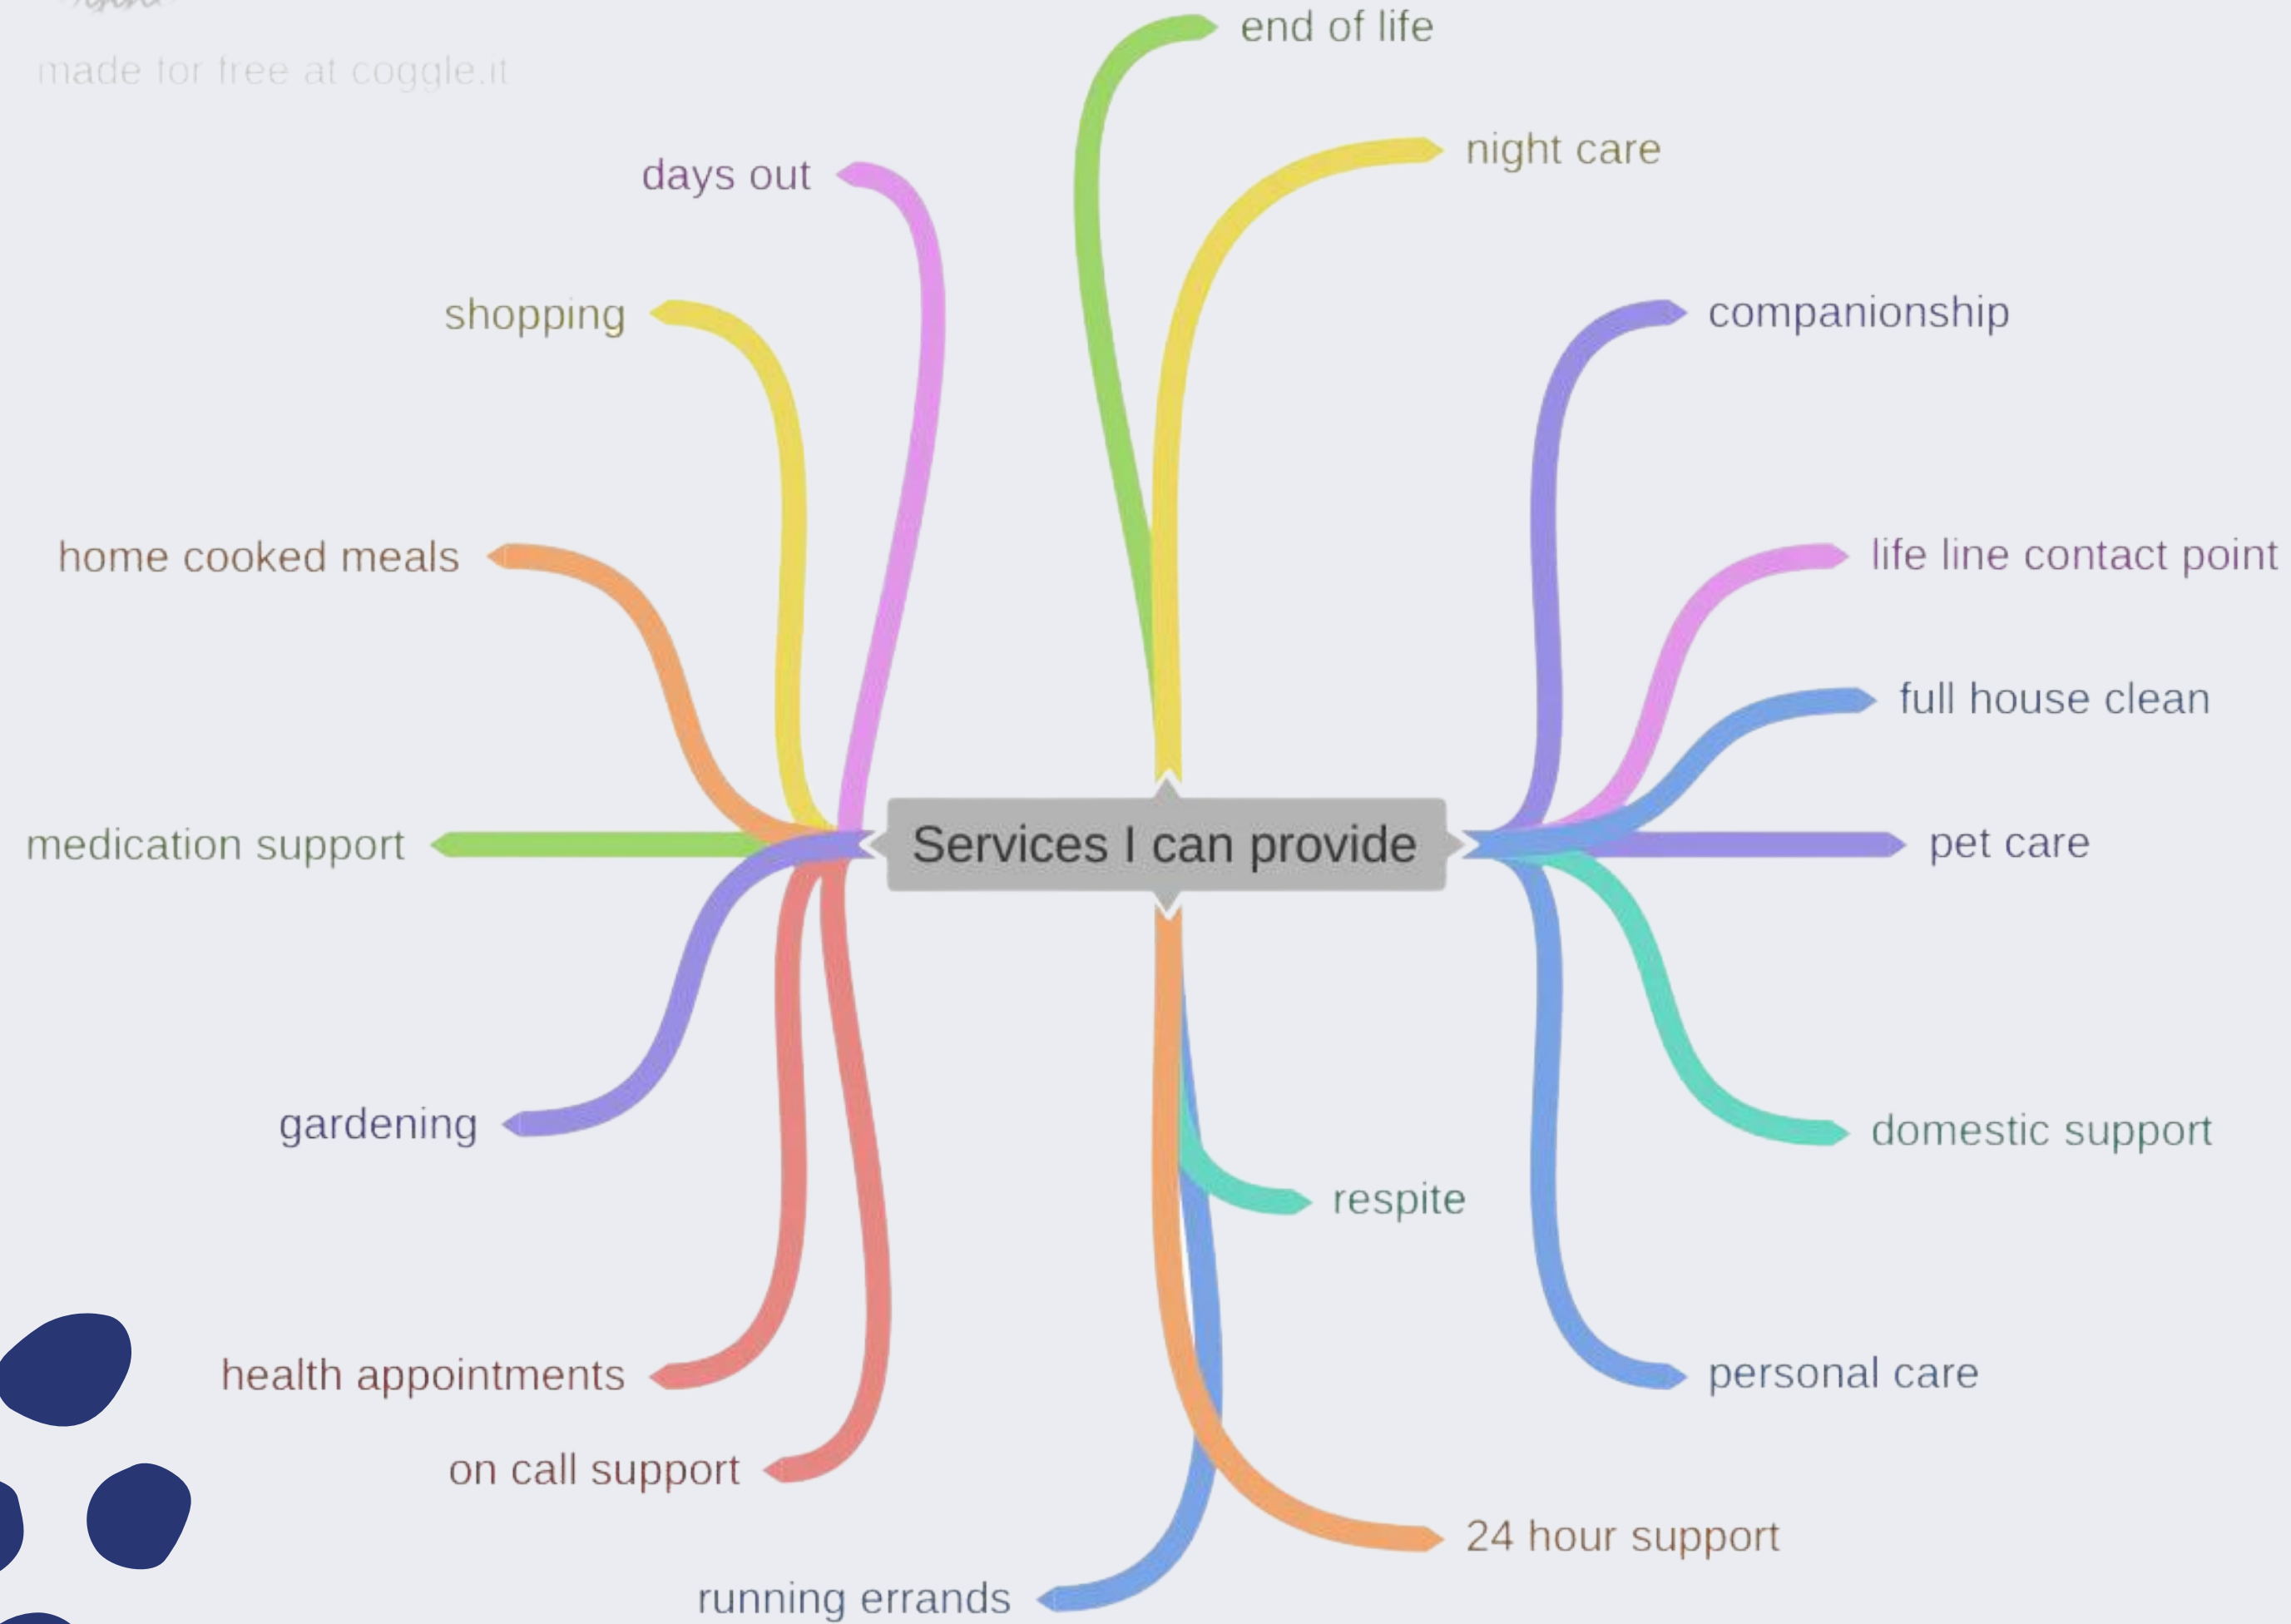 made for free at coggle.it
end of life
night care
days out
shopping
companionship
home cooked meals
life line contact point
full house clean
medication support
Services I can provide
pet care
gardening
domestic support
respite
health appointments
personal care
on call support
24 hour support
running errands